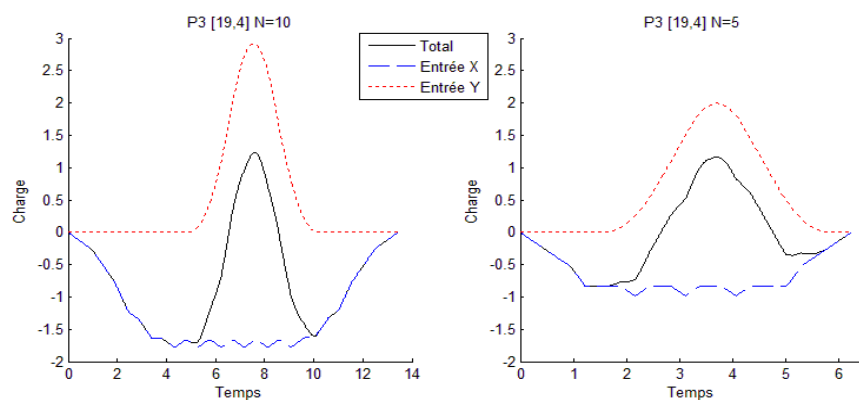 P3 [19,4] N=10
P3 [19,4] N=5
Total
Entrée X
Entrée Y
Charge
3
2.5
2
1.5
1
0.5
0
-0.5
-1
-1.5
-2
0 2 4 6 8 10 12 14
Temps
Charge
3
2.5
2
1.5
1
0.5
0
-0.5
-1
-1.5
-2
0 1 2 3 4 5 6
Temps